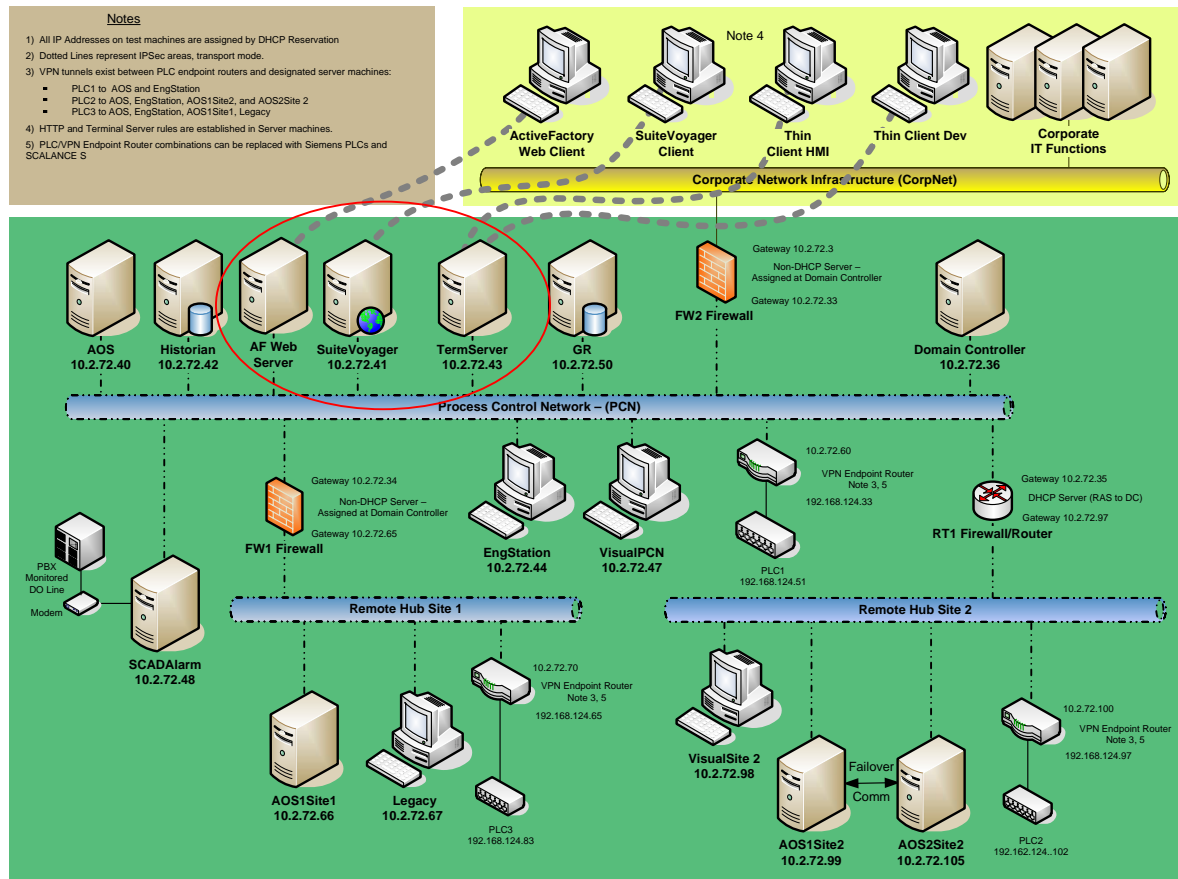 Notes
1) All IP Addresses on test machines are assigned by DHCP Reservation
2) Dotted Lines represent IPSec areas, transport mode.
3) VPN tunnels exist between PLC endpoint routers and designated server machines:
▪ PLC1 to AOS and EngStation
▪ PLC2 to AOS, EngStation, AOS1Site2, and AOS2Site 2
▪ PLC3 to AOS, EngStation, AOS1Site1, Legacy
4) HTTP and Terminal Server rules are established in Server machines.
5) PLC/VPN Endpoint Router combinations can be replaced with Siemens PLCs and
SCALANCE S
Note 4
ActiveFactory
Web Client
SuiteVoyager
Client
Thin
Client HMI
Thin Client Dev
Corporate
IT Functions
Corporate Network Infrastructure (CorpNet)
AOS
10.2.72.40
Historian
10.2.72.42
AF Web
Server
SuiteVoyager
10.2.72.41
TermServer
10.2.72.43
GR
10.2.72.50
Gateway 10.2.72.3
Non-DHCP Server –
Assigned at Domain Controller
Gateway 10.2.72.33
FW2 Firewall
Domain Controller
10.2.72.36
Process Control Network – (PCN)
Gateway 10.2.72.34
Non-DHCP Server –
Assigned at Domain Controller
Gateway 10.2.72.65
FW1 Firewall
EngStation
10.2.72.44
VisualPCN
10.2.72.47
10.2.72.60
VPN Endpoint Router
Note 3, 5
192.168.124.33
PLC1
192.168.124.51
Gateway 10.2.72.35
DHCP Server (RAS to DC)
Gateway 10.2.72.97
RT1 Firewall/Router
PBX
Monitored
DO Line
Modem
SCADAlarm
10.2.72.48
Remote Hub Site 1
AOS1Site1
10.2.72.66
Legacy
10.2.72.67
10.2.72.70
VPN Endpoint Router
Note 3, 5
192.168.124.65
PLC3
192.168.124.83
Remote Hub Site 2
VisualSite 2
10.2.72.98
AOS1Site2
10.2.72.99
Failover
Comm
AOS2Site2
10.2.72.105
10.2.72.100
VPN Endpoint Router
Note 3, 5
192.168.124.97
PLC2
192.162.124..102